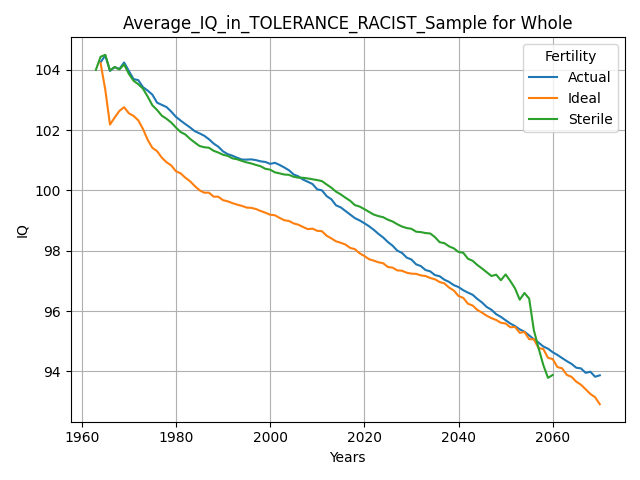 Average_IQ_in_TOLERANCE_RACIST_Sample for Whole
Fertility
Actual
Ideal
Sterile
IQ
104
102
100
98
96
94
1960
1980
2000
2020
2040
2060
Years